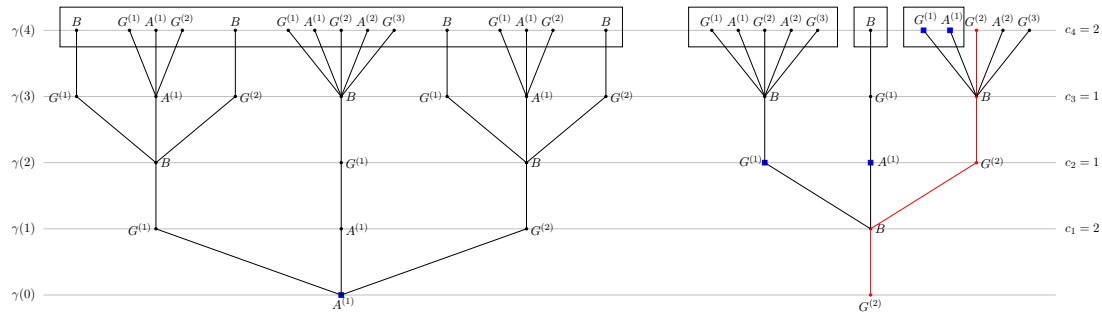 γ(4) B G⁽¹⁾ A⁽¹⁾ G⁽²⁾ B G⁽¹⁾ A⁽¹⁾ G⁽²⁾ A⁽²⁾ G⁽³⁾ B G⁽¹⁾ A⁽¹⁾ G⁽²⁾ B G⁽¹⁾ A⁽¹⁾ G⁽²⁾ A⁽²⁾ G⁽³⁾ B G⁽¹⁾ A⁽¹⁾ G⁽²⁾ A⁽²⁾ G⁽³⁾ c₄ = 2
γ(3) G⁽¹⁾ A⁽¹⁾ G⁽²⁾ B G⁽¹⁾ A⁽¹⁾ G⁽²⁾ B G⁽¹⁾ B c₃ = 1
γ(2) B G⁽¹⁾ B G⁽¹⁾ A⁽¹⁾ G⁽²⁾ c₂ = 1
γ(1) G⁽¹⁾ A⁽¹⁾ G⁽²⁾ B c₁ = 2
γ(0) A⁽¹⁾ G⁽²⁾